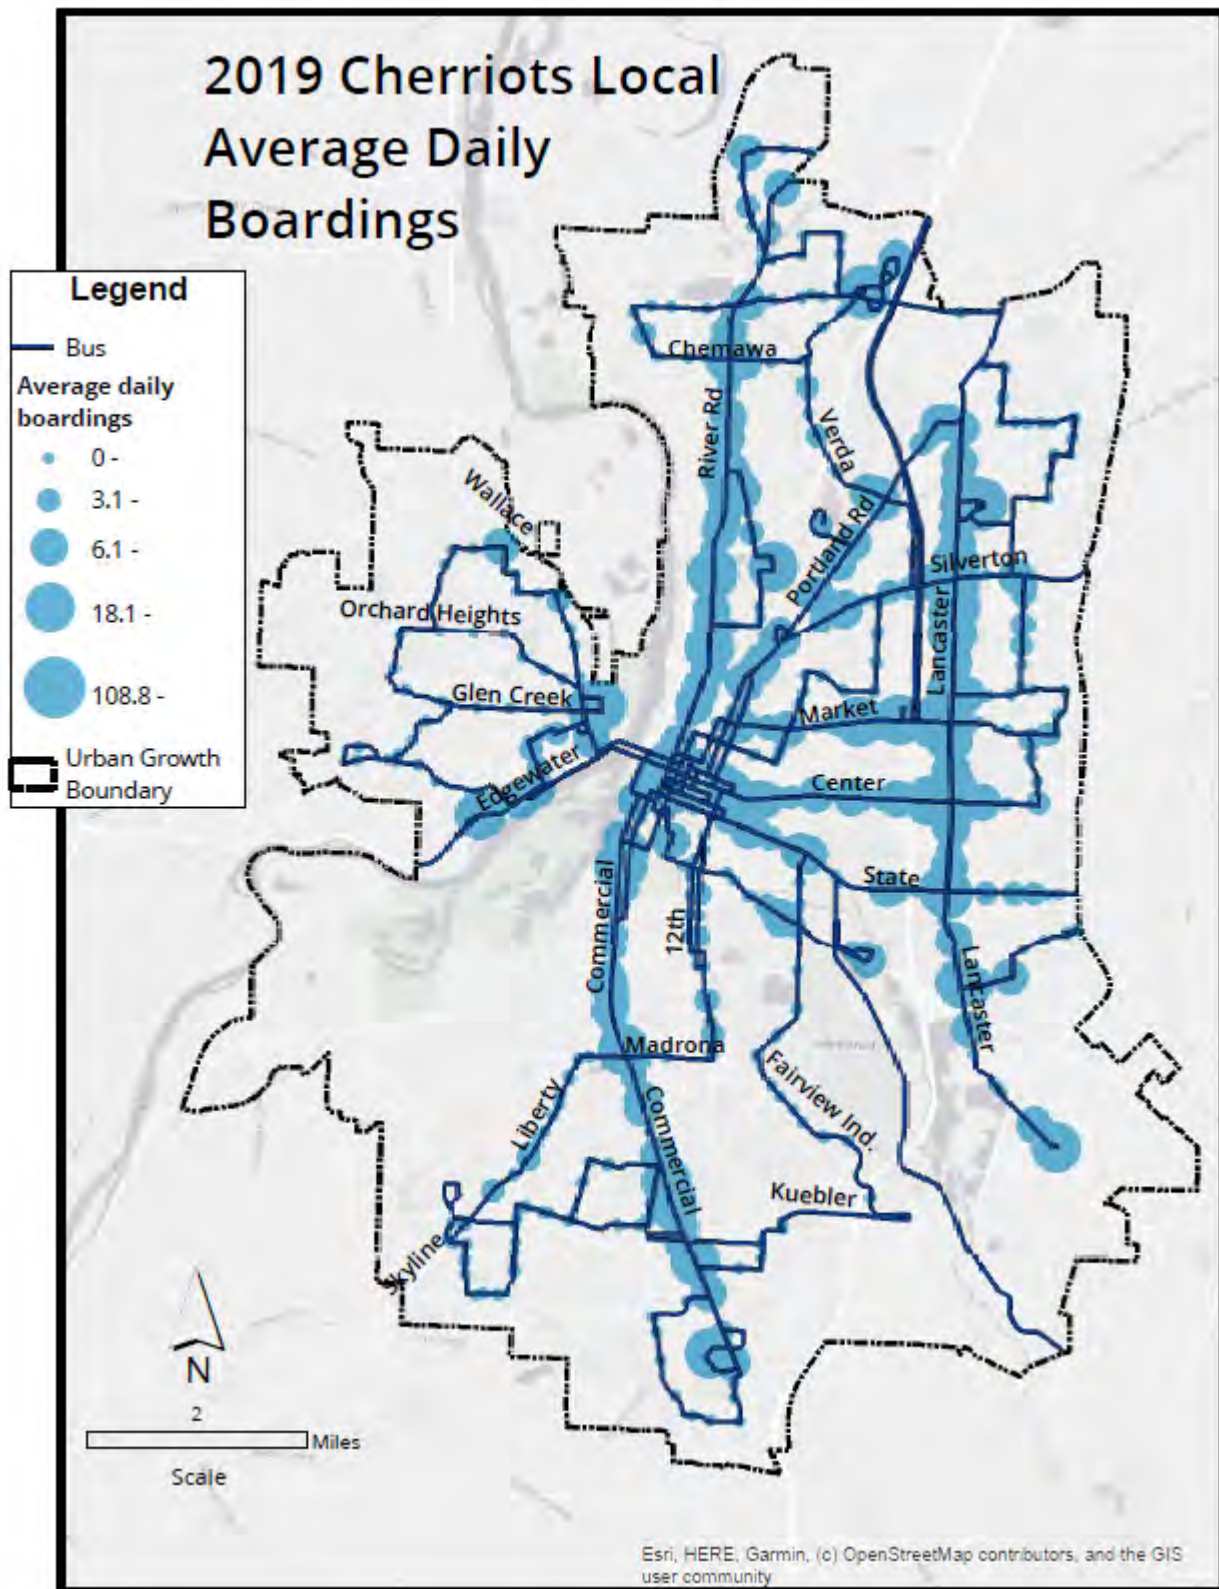 2019 Cherriots Local
Average Daily
Boardings
Legend
Bus
Average daily
boardings
0 -
3.1 -
6.1 -
18.1 -
108.8 -
Urban Growth
Boundary
Chemawa
River Rd
Verda
Portland Rd
Silverton
Lancaster
Wallace
Orchard Heights
Glen Creek
Edgewater
Market
Center
State
Commercial
12th
Lancaster
Madrona
Fairview Ind.
Liberty
Commercial
Kuebler
Skyline
N
2
Miles
Scale
Esri, HERE, Garmin, (c) OpenStreetMap contributors, and the GIS
user community